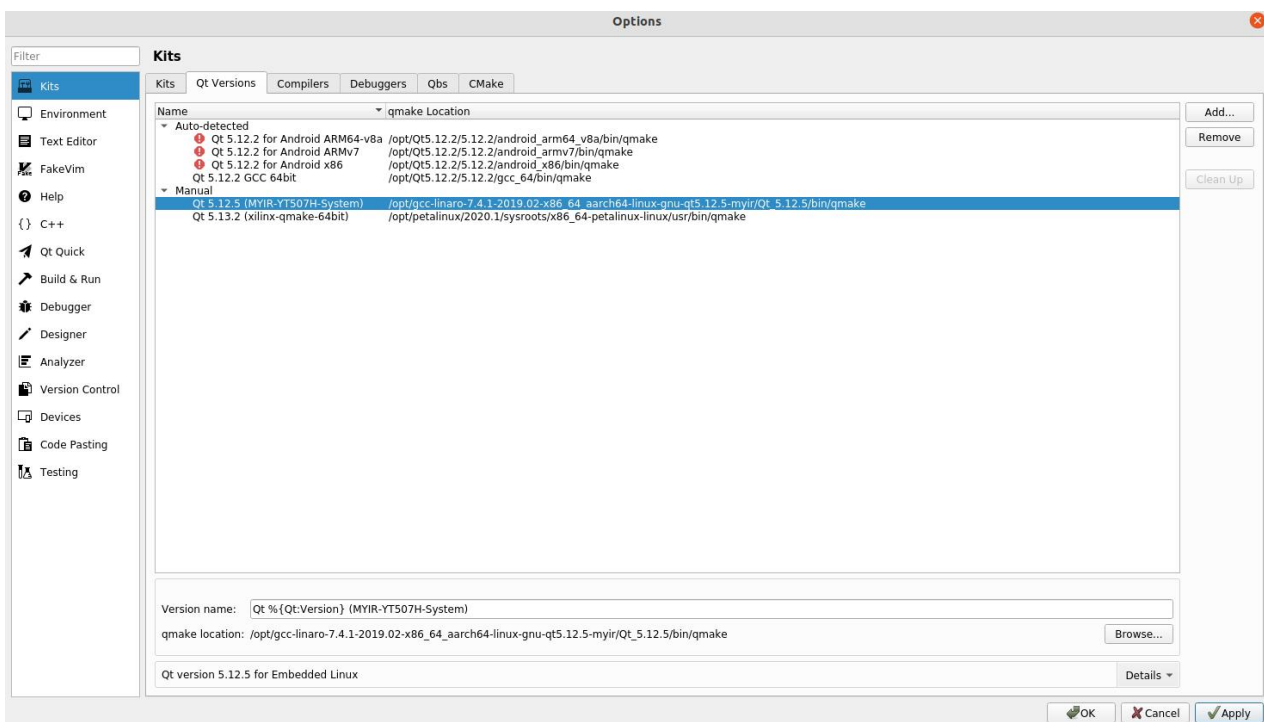 Options
Filter
Kits
Environment
Text Editor
FakeVim
Help
{} C++
Qt Quick
Build & Run
Debugger
Designer
Analyzer
Version Control
Devices
Code Pasting
Testing
Kits
Kits Qt Versions Compilers Debuggers Qbs CMake
Name qmake Location
Auto-detected
Qt 5.12.2 for Android ARM64-v8a /opt/Qt5.12.2/5.12.2/android_arm64_v8a/bin/qmake
Qt 5.12.2 for Android ARMv7 /opt/Qt5.12.2/5.12.2/android_armv7/bin/qmake
Qt 5.12.2 for Android x86 /opt/Qt5.12.2/5.12.2/android_x86/bin/qmake
Qt 5.12.2 GCC 64bit /opt/Qt5.12.2/5.12.2/gcc_64/bin/qmake
Manual
Qt 5.12.5 (MYIR-YT507H-System) /opt/gcc-linaro-7.4.1-2019.02-x86_64_aarch64-linux-gnu-qt5.12.5-myir/Qt_5.12.5/bin/qmake
Qt 5.13.2 (xilinx-qmake-64bit) /opt/petalinux/2020.1/sysroots/x86_64-petalinux-linux/usr/bin/qmake
Add...
Remove
Clean Up
Version name: Qt %{Qt:Version} (MYIR-YT507H-System)
qmake location: /opt/gcc-linaro-7.4.1-2019.02-x86_64_aarch64-linux-gnu-qt5.12.5-myir/Qt_5.12.5/bin/qmake Browse...
Qt version 5.12.5 for Embedded Linux Details
OK Cancel Apply